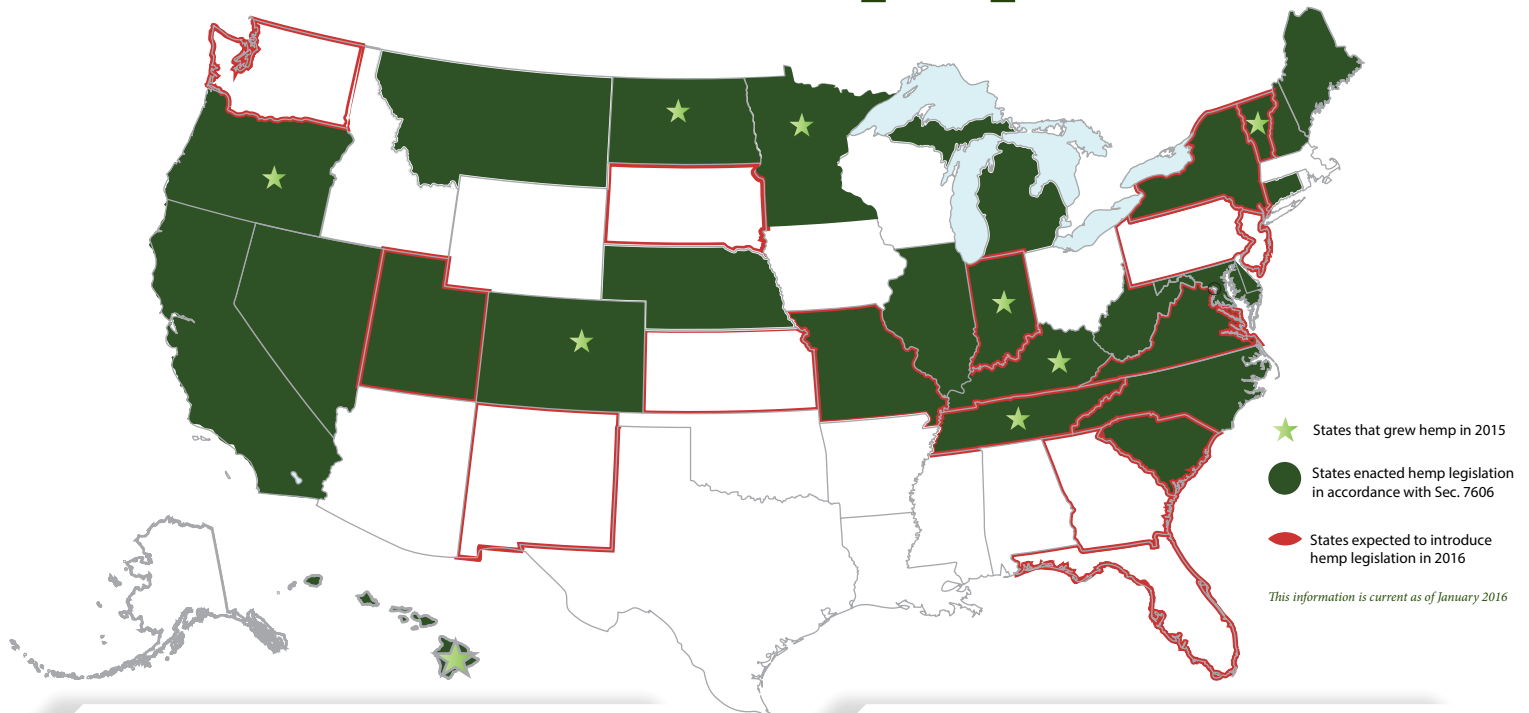 States that grew hemp in 2015
States enacted hemp legislation
in accordance with Sec. 7606
States expected to introduce
hemp legislation in 2016
This information is current as of January 2016